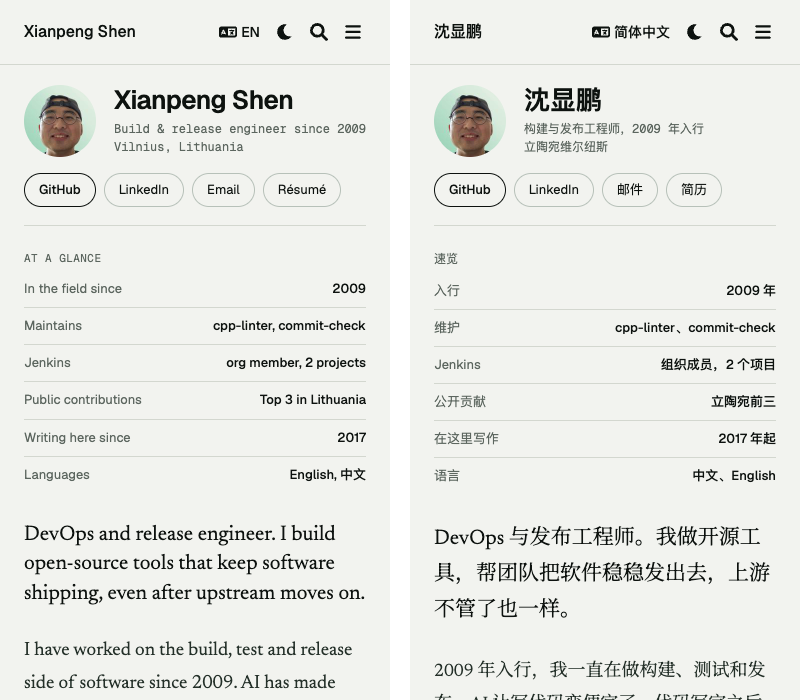 Xianpeng Shen
EN
Xianpeng Shen
Build & release engineer since 2009
Vilnius, Lithuania
GitHub
LinkedIn
Email
Résumé
AT A GLANCE
In the field since 2009
Maintains cpp-linter, commit-check
Jenkins org member, 2 projects
Public contributions Top 3 in Lithuania
Writing here since 2017
Languages English, 中文
DevOps and release engineer. I build
open-source tools that keep software
shipping, even after upstream moves on.
I have worked on the build, test and release
side of software since 2009. AI has made
沈显鹏
简体中文
沈显鹏
构建与发布工程师，2009 年入行
立陶宛维尔纽斯
GitHub
LinkedIn
邮件
简历
速览
入行 2009 年
维护 cpp-linter、commit-check
Jenkins 组织成员，2 个项目
公开贡献 立陶宛前三
在这里写作 2017 年起
语言 中文、English
DevOps 与发布工程师。我做开源工
具，帮团队把软件稳稳发出去，上游
不管了也一样。
2009 年入行，我一直在做构建、测试和发